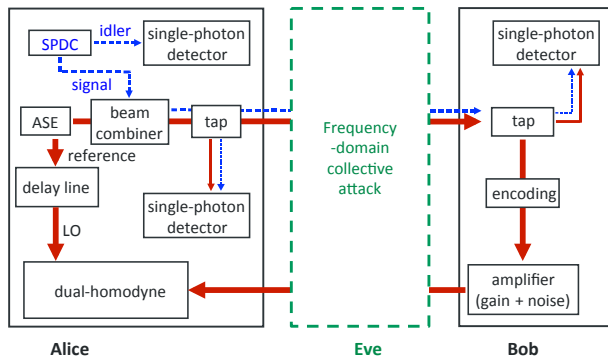 SPDC
idler
single-photon
detector
signal
ASE
beam
combiner
tap
reference
delay line
single-photon
detector
LO
dual-homodyne
Alice
Frequency
-domain
collective
attack
Eve
single-photon
detector
tap
encoding
amplifier
(gain + noise)
Bob